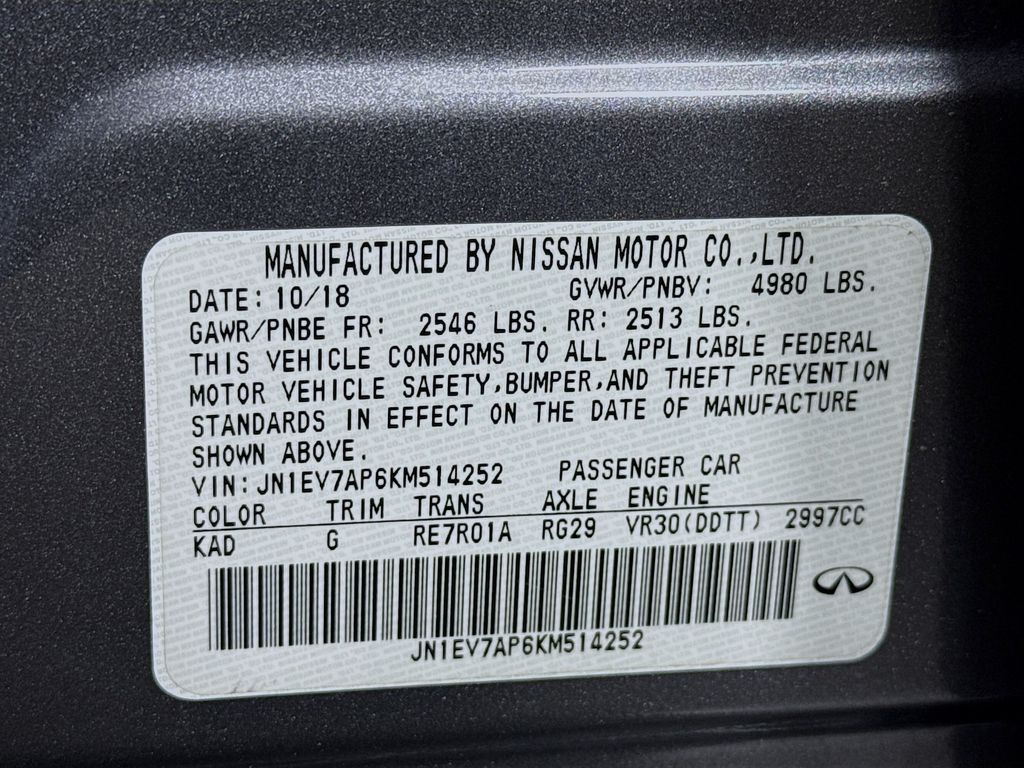 MANUFACTURED BY NISSAN MOTOR CO.,LTD.
DATE: 10/18 GVWR/PNBV: 4980 LBS.
GAWR/PNBE FR: 2546 LBS. RR: 2513 LBS.
THIS VEHICLE CONFORMS TO ALL APPLICABLE FEDERAL
MOTOR VEHICLE SAFETY,BUMPER,AND THEFT PREVENTION
STANDARDS IN EFFECT ON THE DATE OF MANUFACTURE
SHOWN ABOVE.
VIN: JN1EV7AP6KM514252 PASSENGER CAR
COLOR TRIM TRANS AXLE ENGINE
KAD G RE7R01A RG29 VR30(DDTT) 2997CC
JN1EV7AP6KM514252